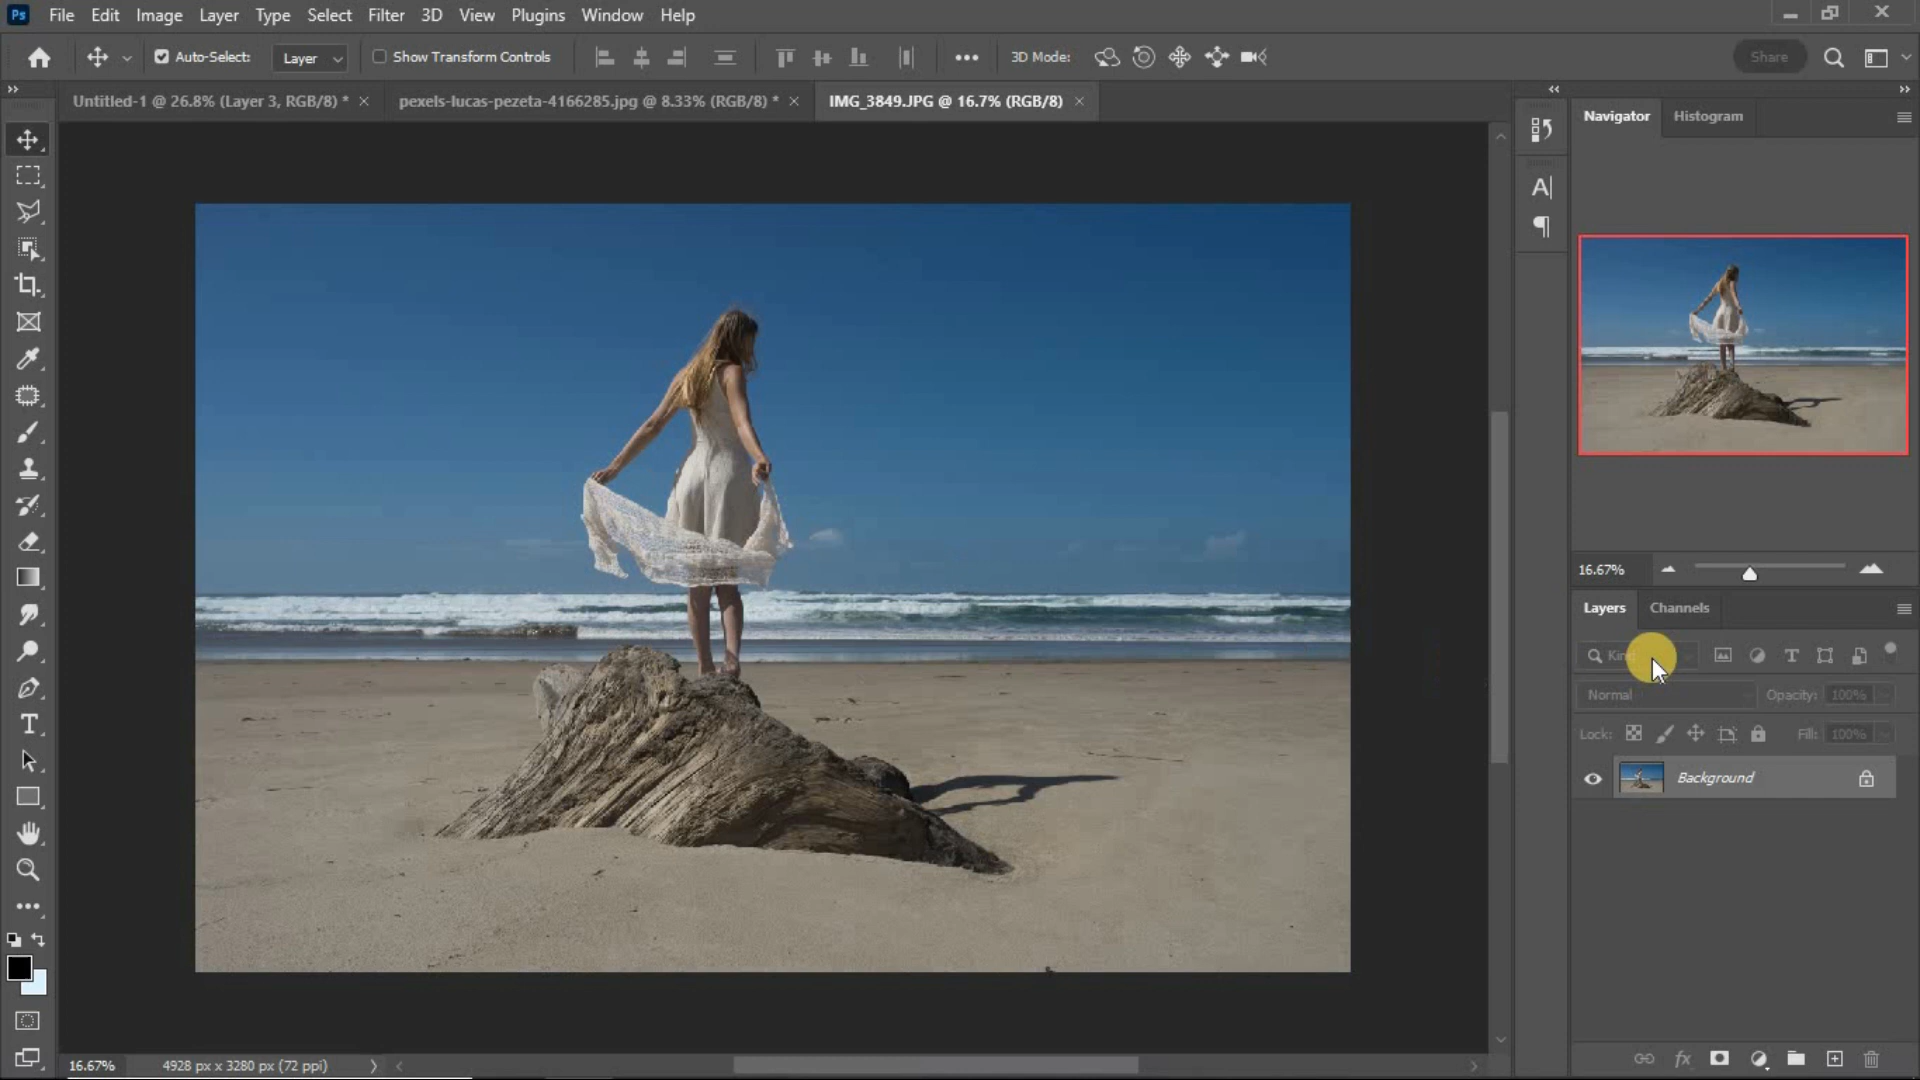 Ps File Edit Image Layer Type Select Filter 3D View Plugins Window Help
Auto-Select: Layer Show Transform Controls 3D Mode: Share
Untitled-1 @ 26.8% (Layer 3, RGB/8) * pexels-lucas-pezeta-4166285.jpg @ 8.33% (RGB/8) * IMG_3849.JPG @ 16.7% (RGB/8)
Navigator Histogram
16.67%
Layers Channels
Normal Opacity: 100%
Lock: Fill: 100%
Background
fx
16.67% 4928 px x 3280 px (72 ppi)